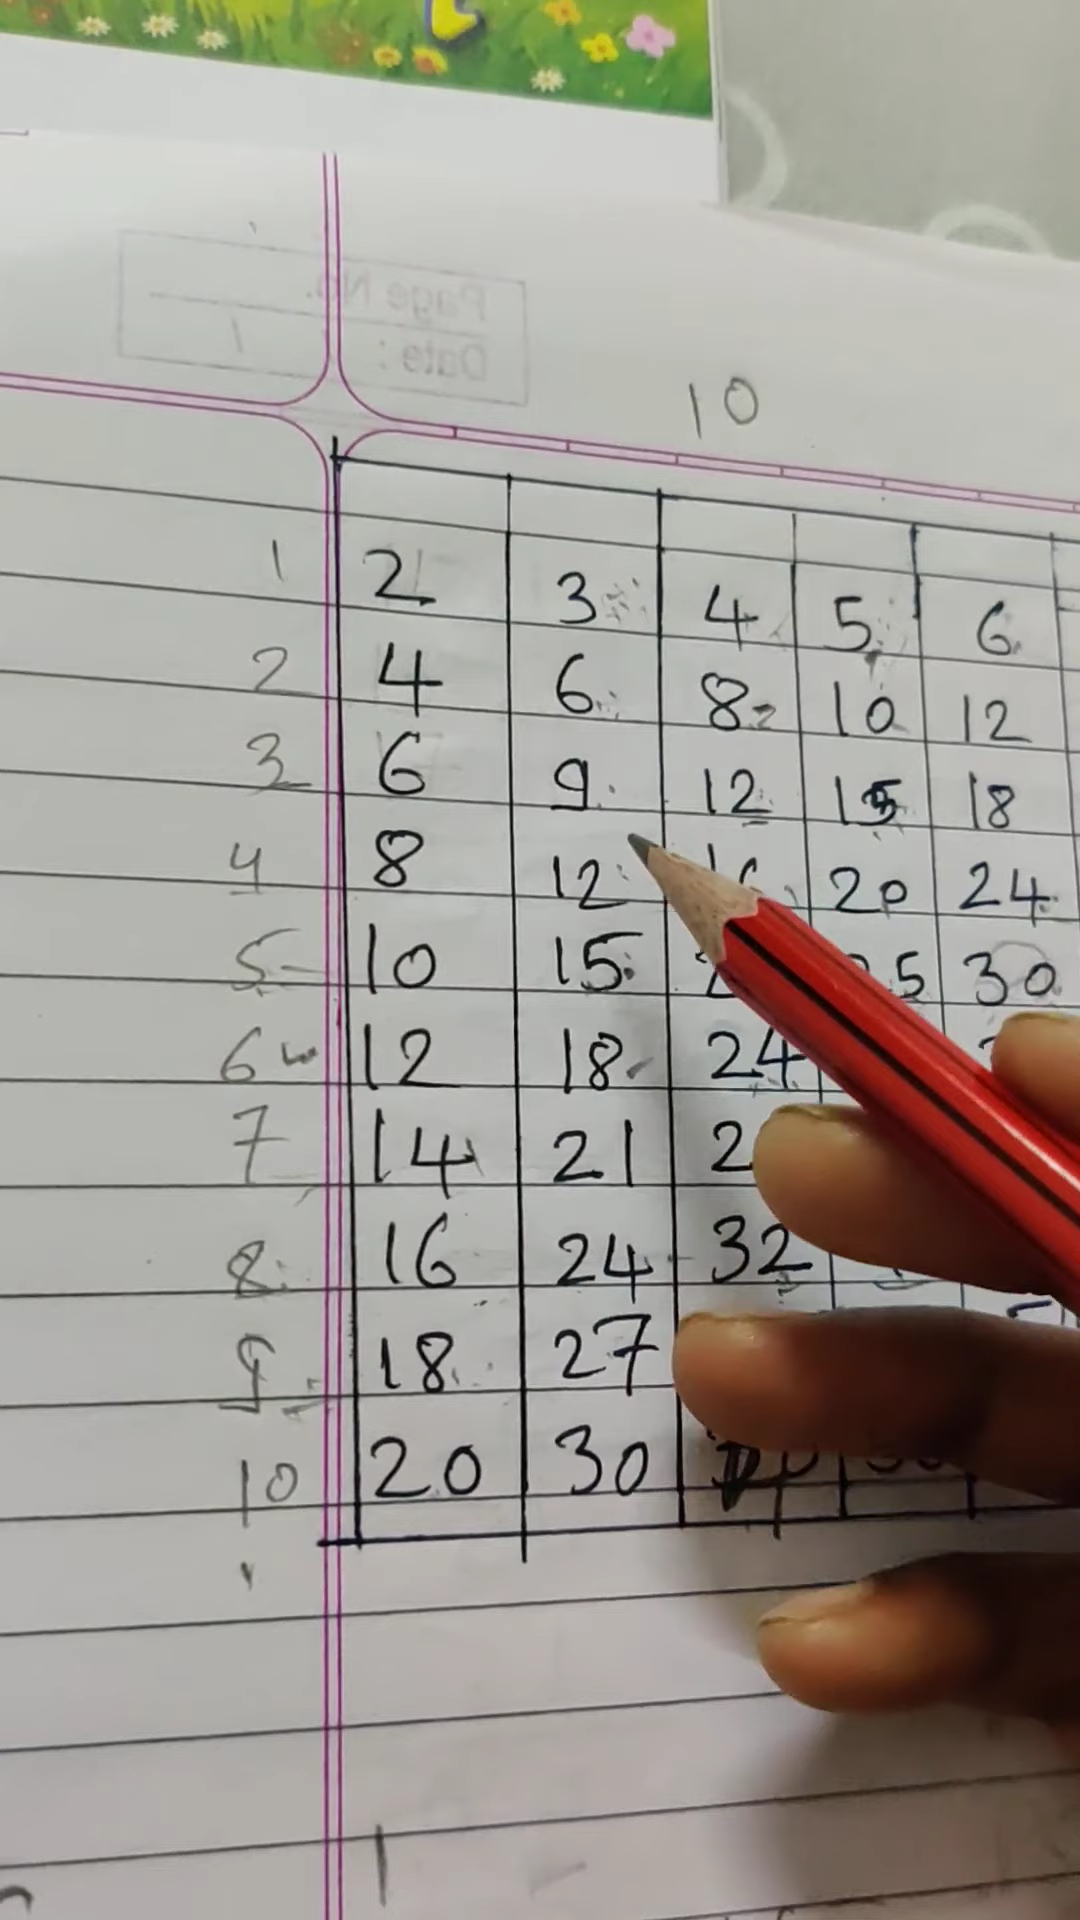 Page No.
Date :
10
1 2 3 4 5 6
2 4 6 8 10 12
3 6 9 12 15 18
4 8 12 20 24
5 10 15 30
6 12 18 24
7 14 21
8 16 24 32
9 18 27
10 20 30